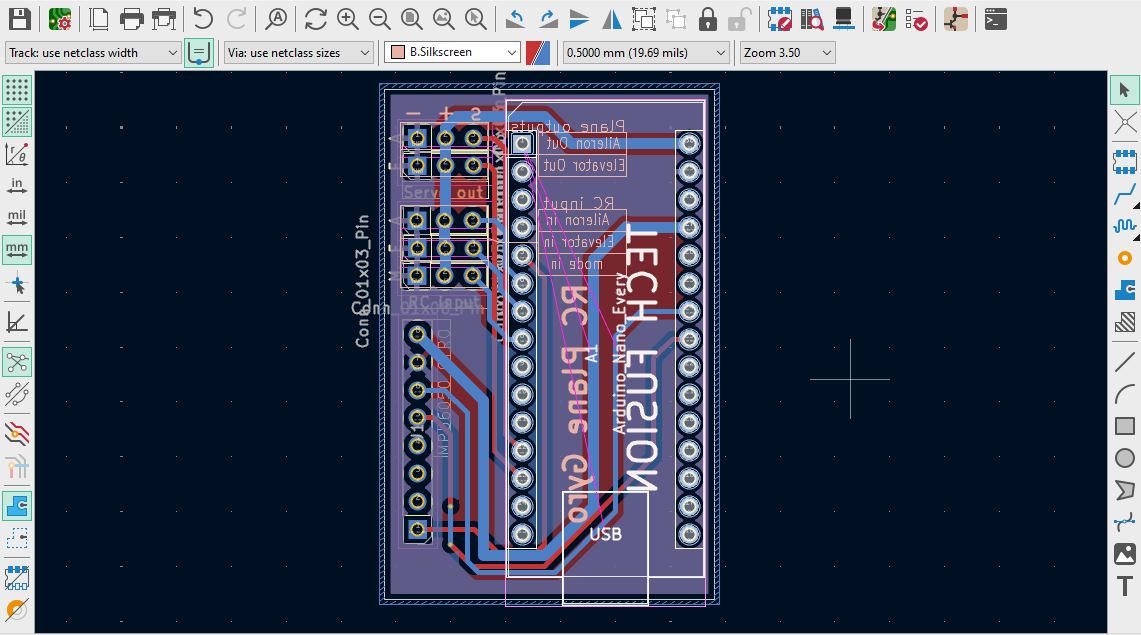 Track: use netclass width
Via: use netclass sizes
B.Silkscreen
0.5000 mm (19.69 mils)
Zoom 3.50
in
mil
mm
— + S
Plane outputs
Aileron Out
Elevator Out
Servo out
RC input
Aileron in
Elevator in
mode in
RC Input
Conn_01x03_Pin
Conn_01x08_Pin
MPU6050 GYRO
RC Plane Gyro
A1
Arduino_Nano_Every
TECH FUSION
USB